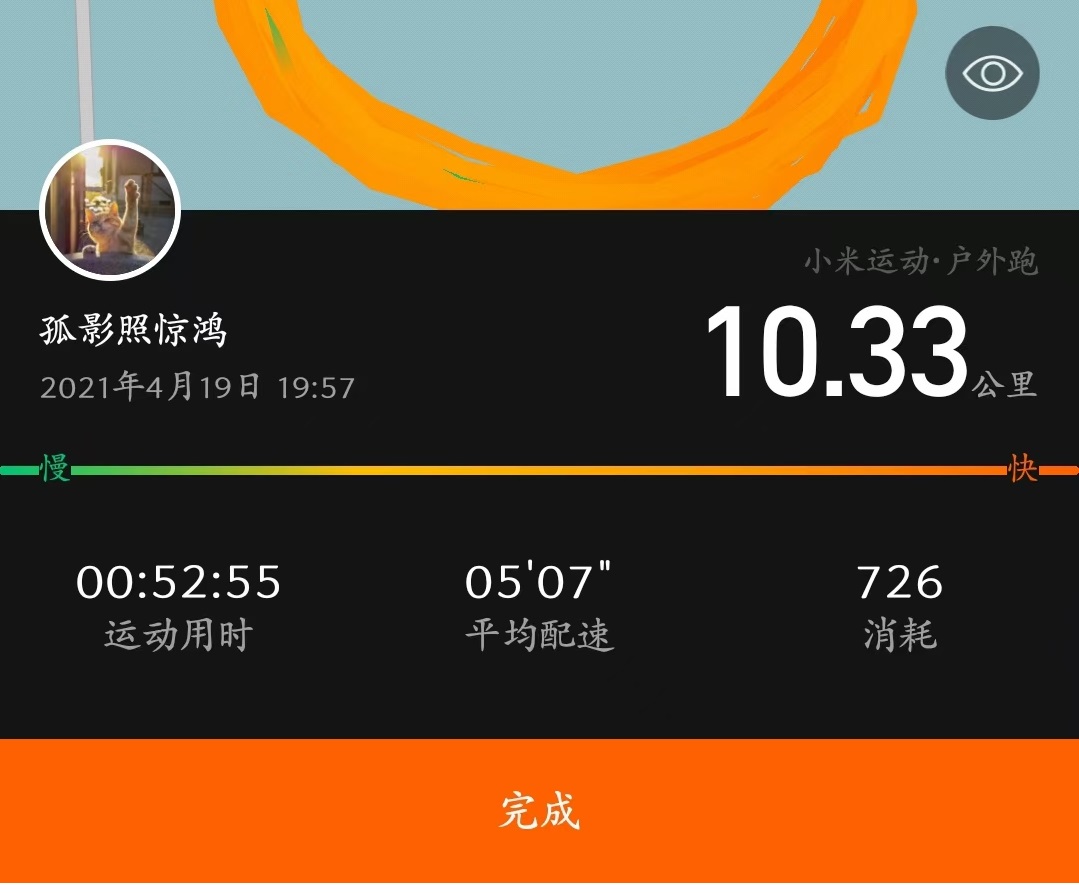 小米运动·户外跑
孤影照惊鸿
10.33公里
2021年4月19日 19:57
慢 快
00:52:55 05'07" 726
运动用时 平均配速 消耗
完成